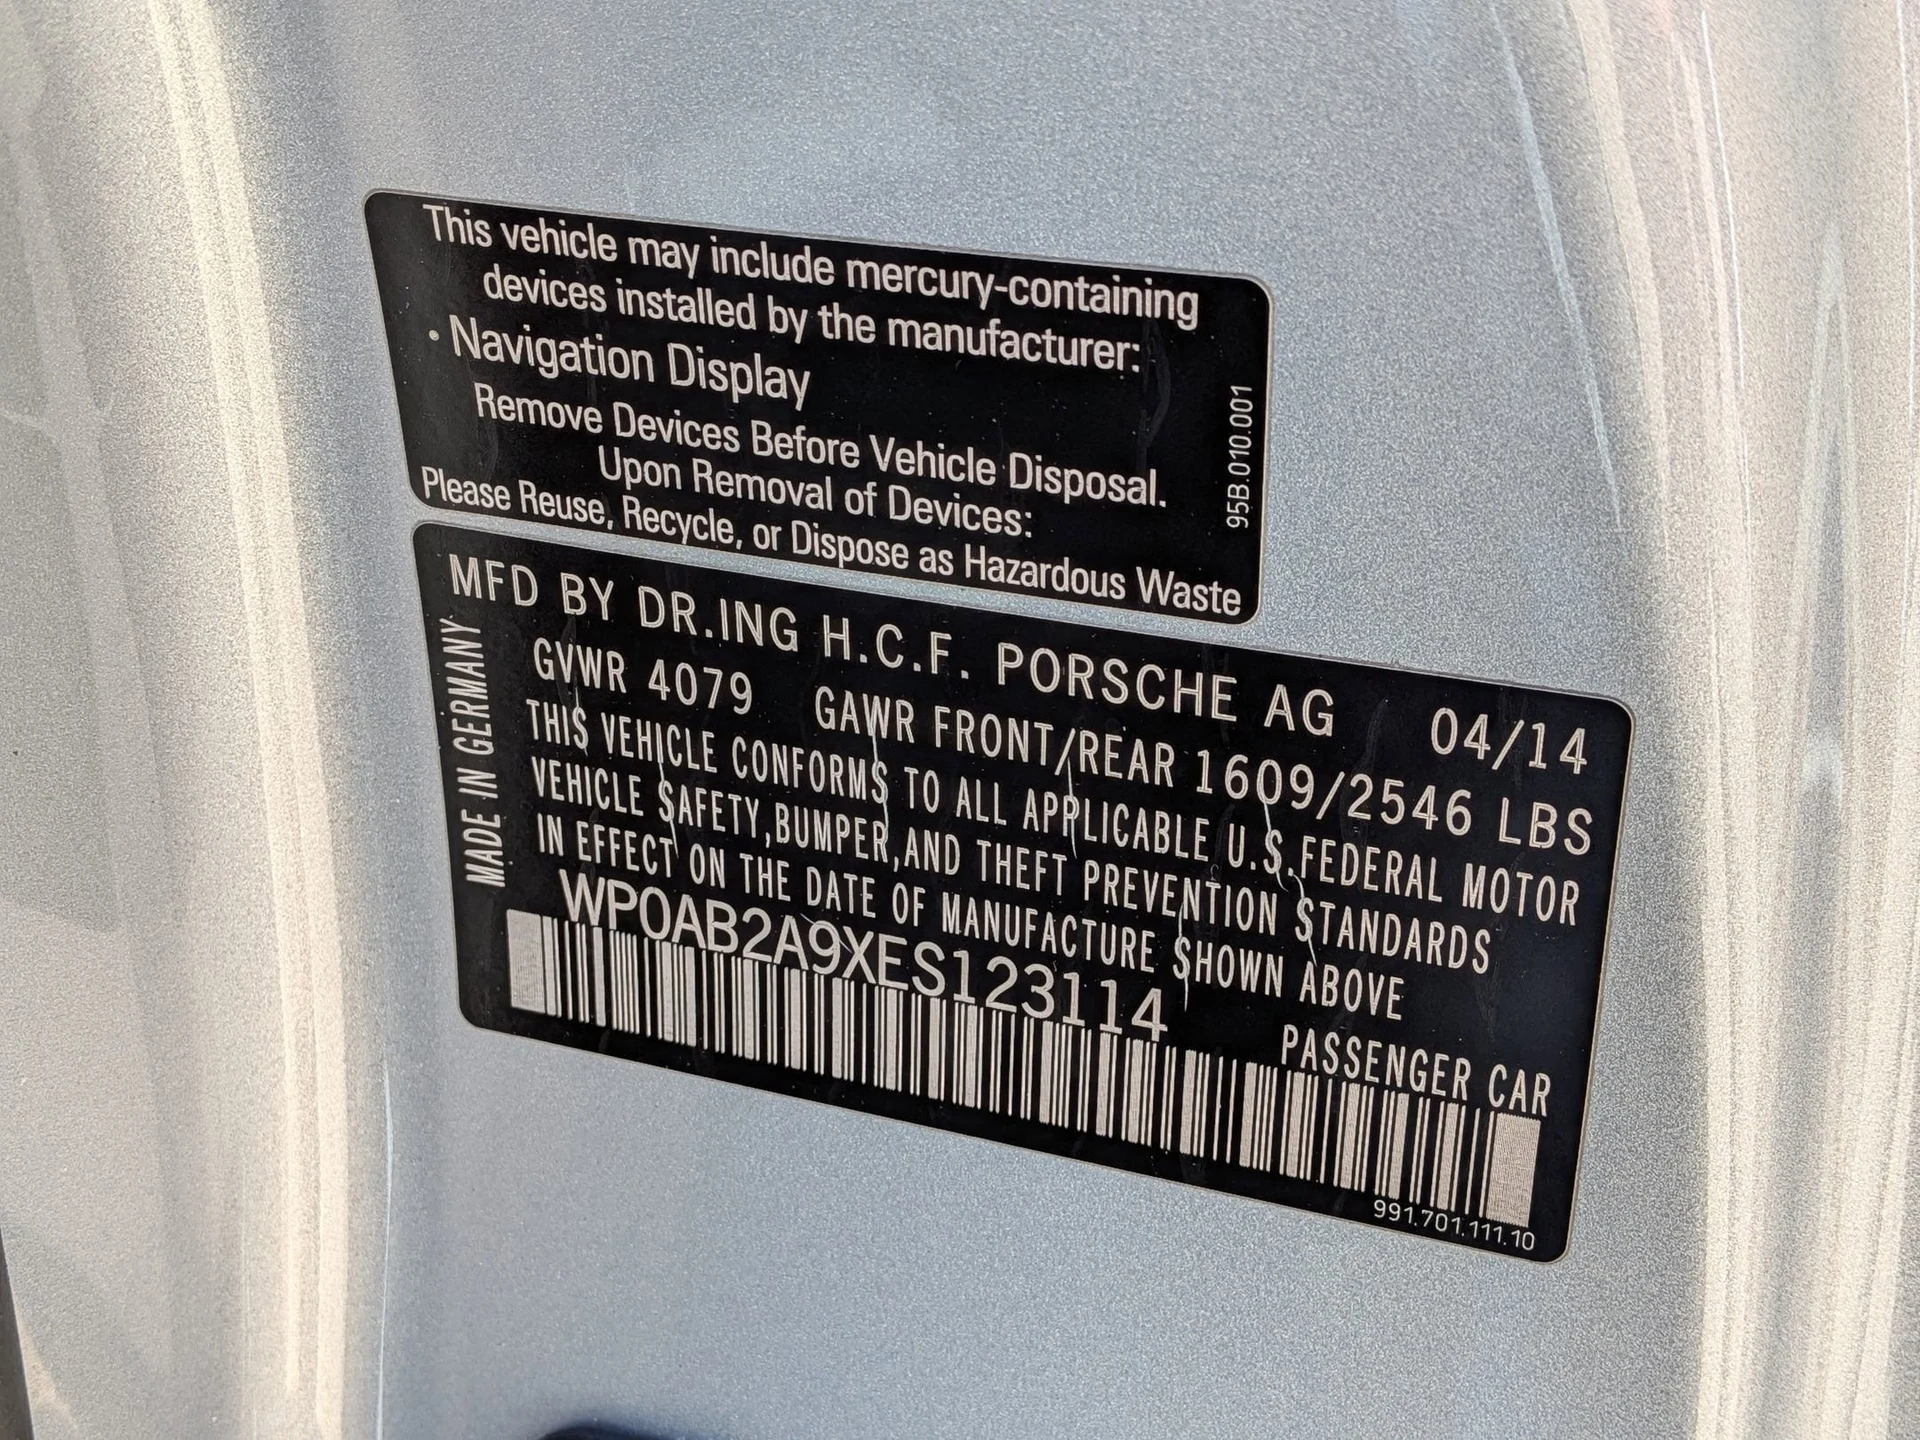 This vehicle may include mercury-containing
devices installed by the manufacturer:
• Navigation Display
Remove Devices Before Vehicle Disposal.
Upon Removal of Devices:
Please Reuse, Recycle, or Dispose as Hazardous Waste
95B.010.001
MADE IN GERMANY
MFD BY DR.ING H.C.F. PORSCHE AG 04/14
GVWR 4079 GAWR FRONT/REAR 1609/2546 LBS
THIS VEHICLE CONFORMS TO ALL APPLICABLE U.S.FEDERAL MOTOR
VEHICLE SAFETY,BUMPER,AND THEFT PREVENTION STANDARDS
IN EFFECT ON THE DATE OF MANUFACTURE SHOWN ABOVE
WP0AB2A9XES123114
PASSENGER CAR
991.701.111.10